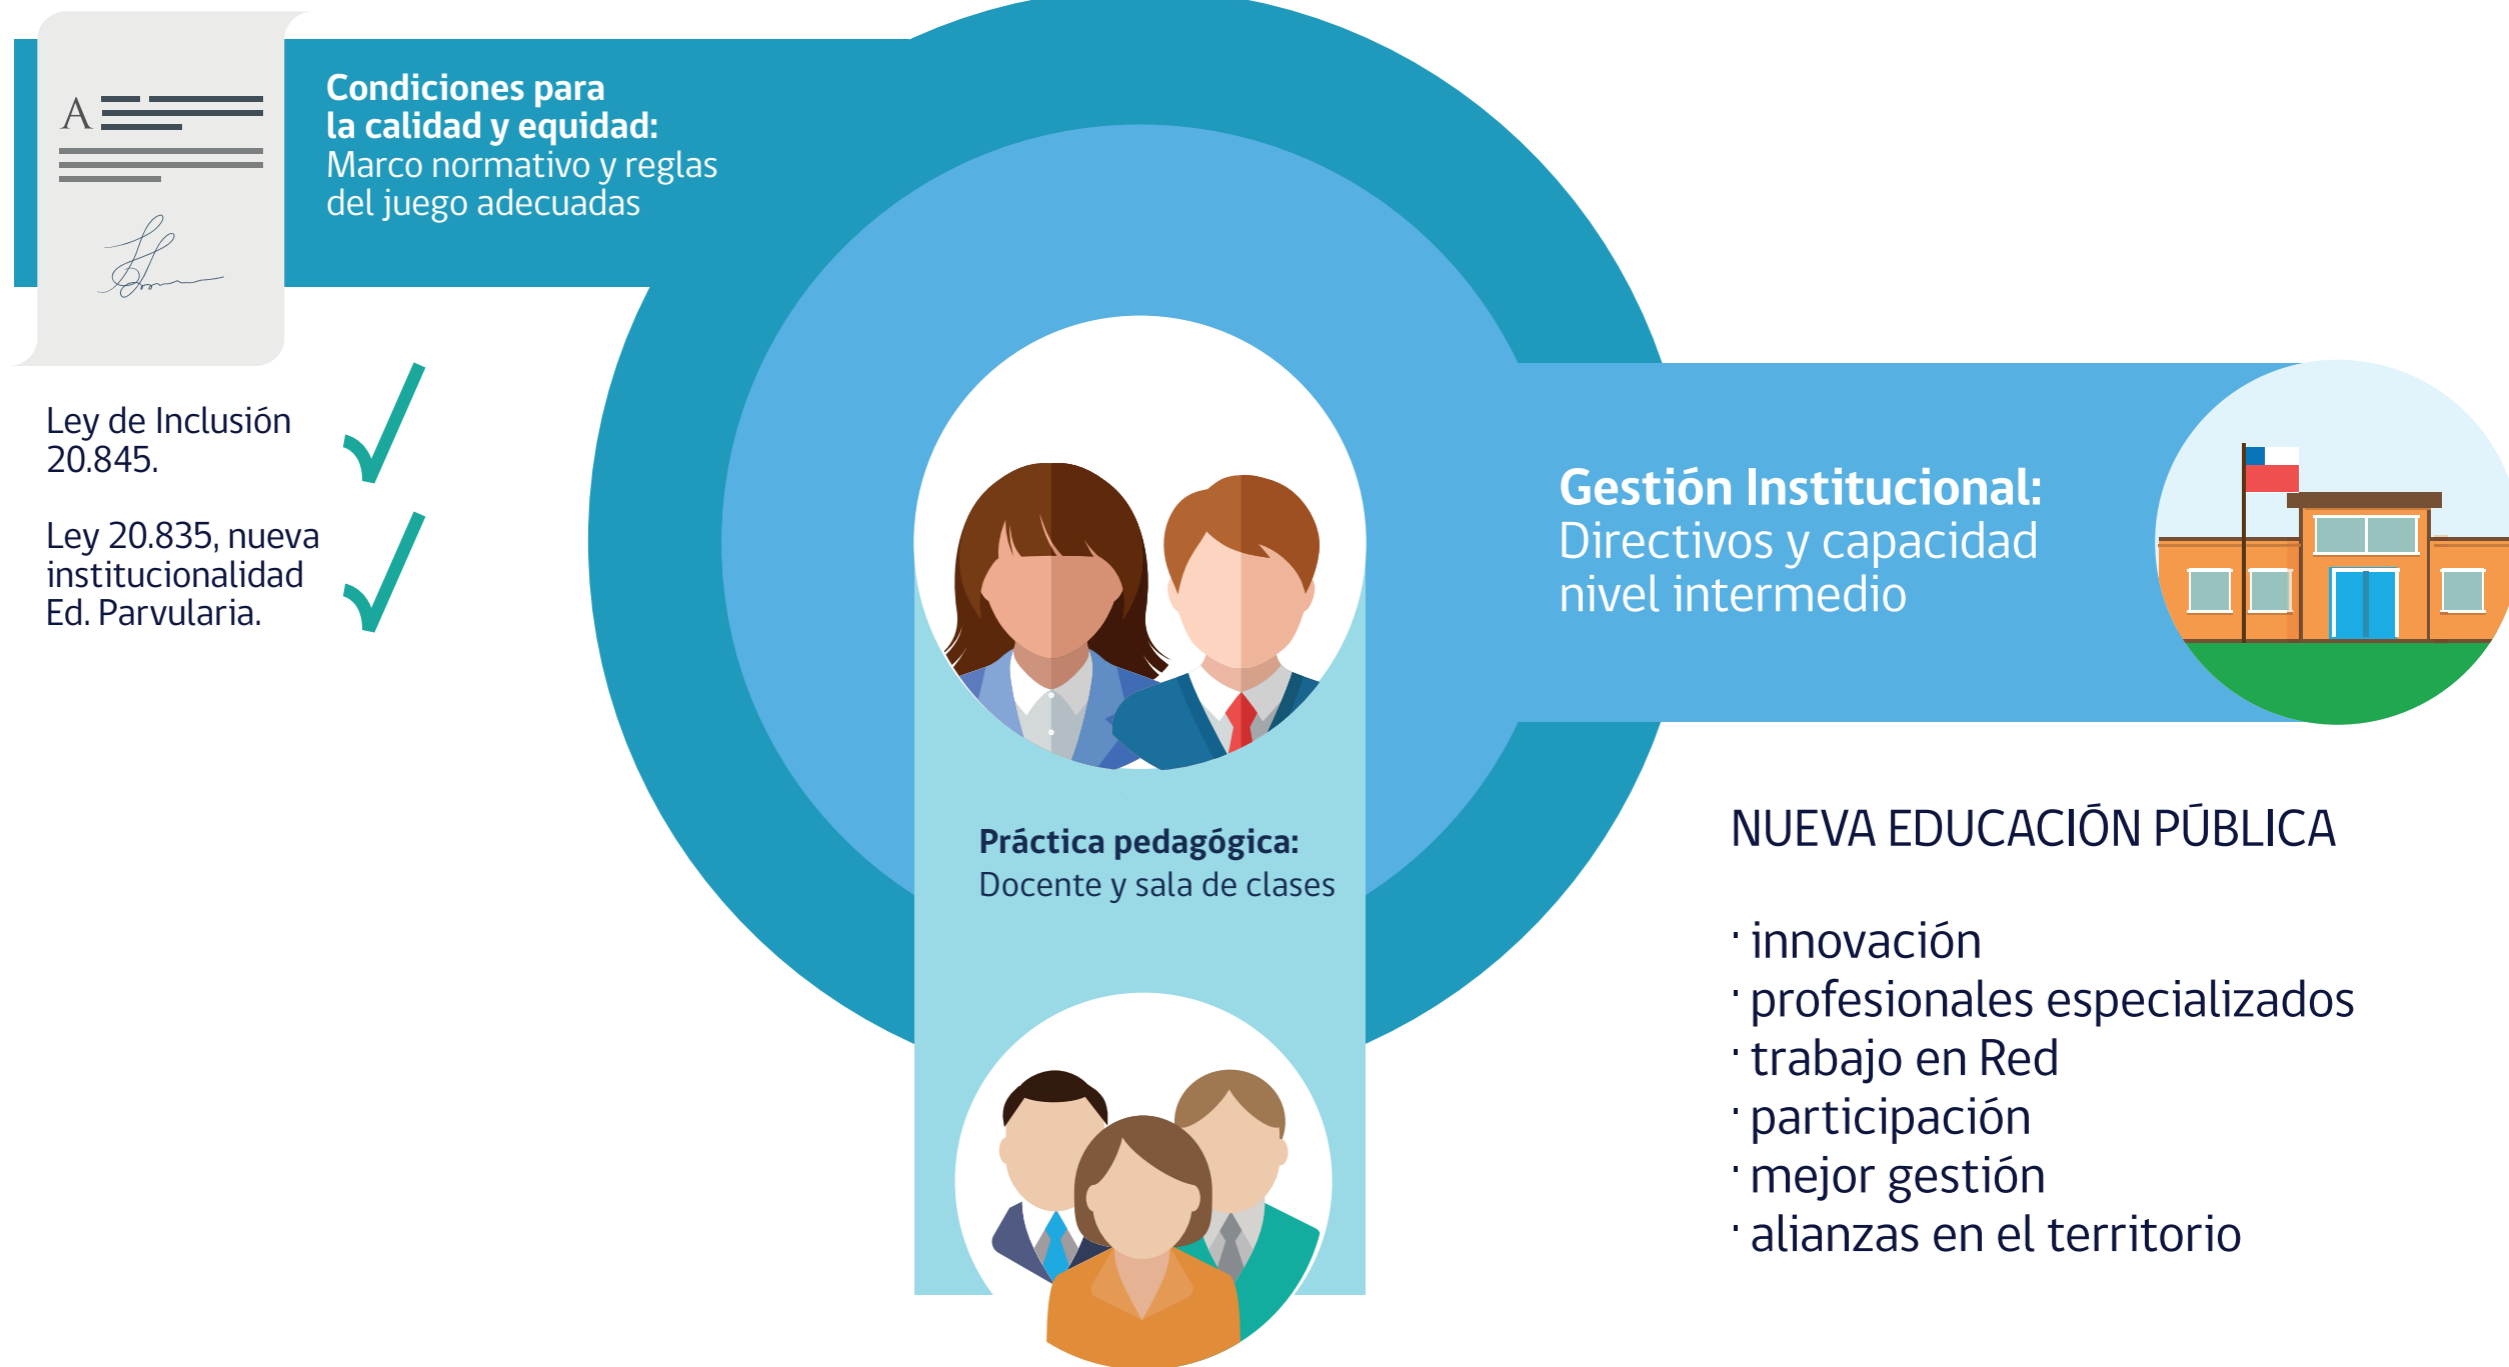 A
Condiciones para
la calidad y equidad:
Marco normativo y reglas
del juego adecuadas
Ley de Inclusión
20.845.
Ley 20.835, nueva
institucionalidad
Ed. Parvularia.
Gestión Institucional:
Directivos y capacidad
nivel intermedio
Práctica pedagógica:
Docente y sala de clases
NUEVA EDUCACIÓN PÚBLICA
· innovación
· profesionales especializados
· trabajo en Red
· participación
· mejor gestión
· alianzas en el territorio